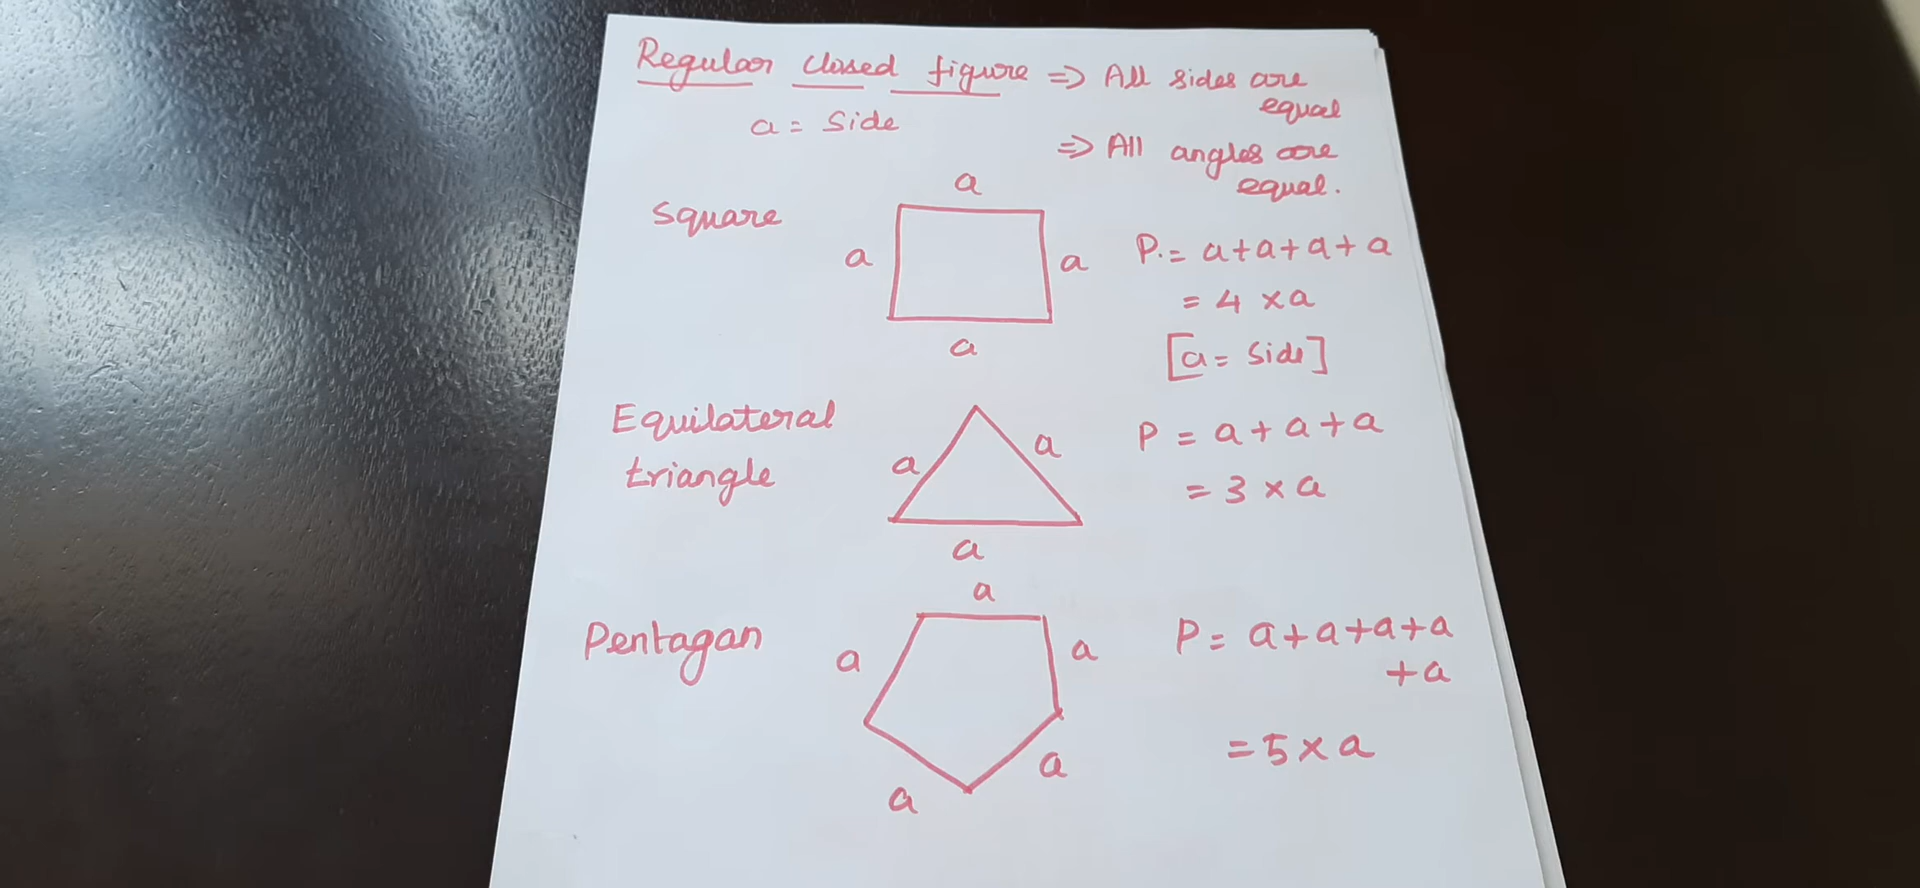 Regular closed figure => All sides are
equal
a = Side
=> All angles are
equal.
a
Square
a
a
P. = a+a+a+a
= 4 x a
a
[a = Side]
Equilateral
triangle
a
a
P = a+a+a
= 3 x a
a
a
Pentagan
a
a
P = a+a+a+a
+a
a
a
= 5 x a